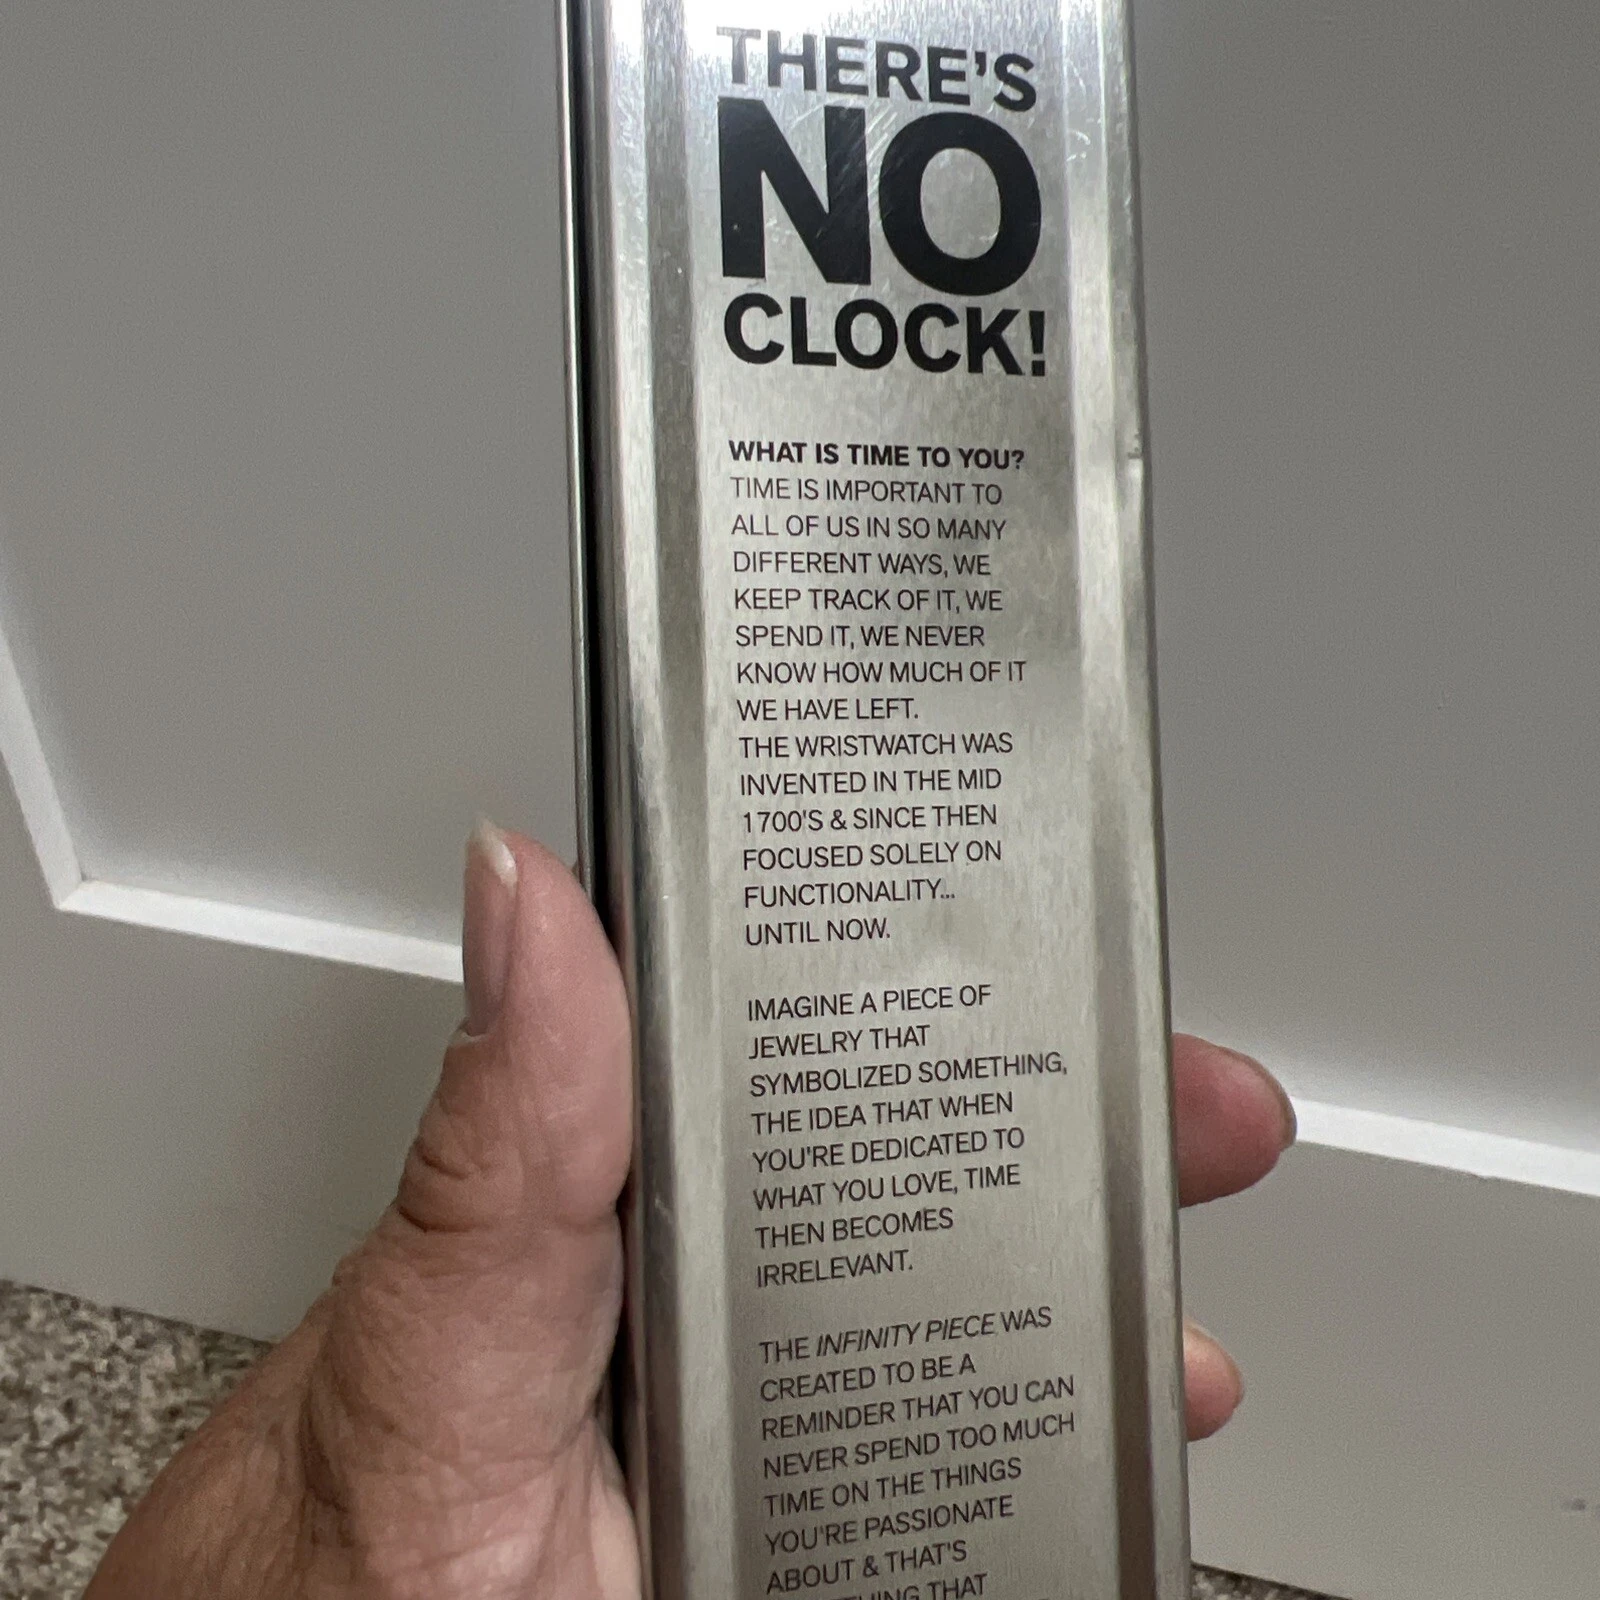 THERE'S
NO
CLOCK!
WHAT IS TIME TO YOU?
TIME IS IMPORTANT TO
ALL OF US IN SO MANY
DIFFERENT WAYS, WE
KEEP TRACK OF IT, WE
SPEND IT, WE NEVER
KNOW HOW MUCH OF IT
WE HAVE LEFT.
THE WRISTWATCH WAS
INVENTED IN THE MID
1700'S & SINCE THEN
FOCUSED SOLELY ON
FUNCTIONALITY...
UNTIL NOW.
IMAGINE A PIECE OF
JEWELRY THAT
SYMBOLIZED SOMETHING,
THE IDEA THAT WHEN
YOU'RE DEDICATED TO
WHAT YOU LOVE, TIME
THEN BECOMES
IRRELEVANT.
THE INFINITY PIECE WAS
CREATED TO BE A
REMINDER THAT YOU CAN
NEVER SPEND TOO MUCH
TIME ON THE THINGS
YOU'RE PASSIONATE
ABOUT & THAT'S
THAT